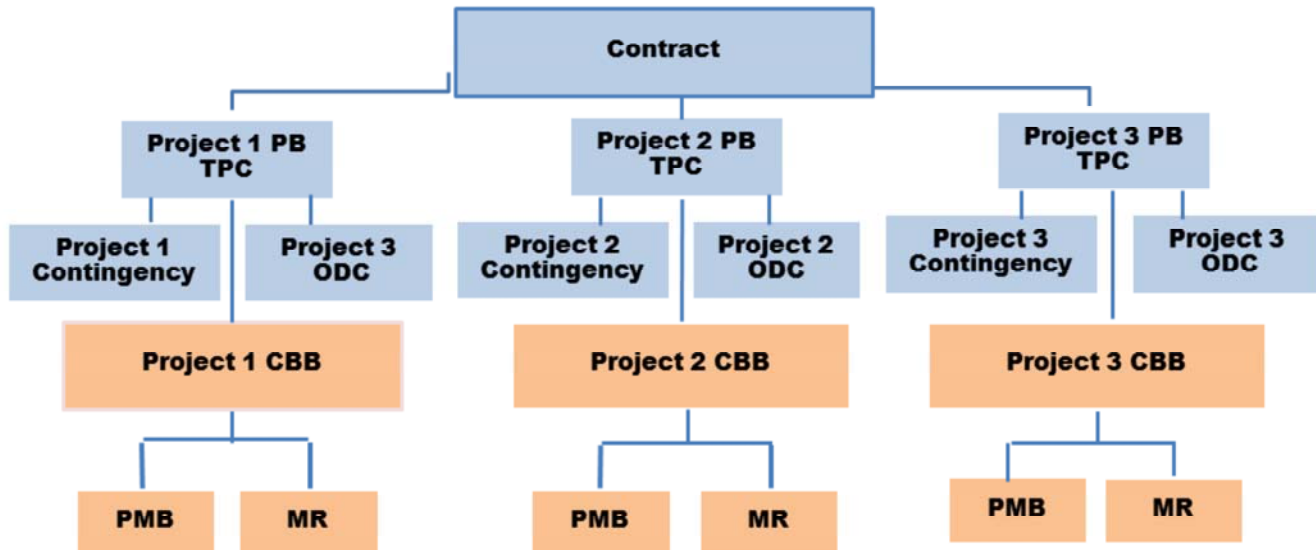 Contract
Project 1 PB
TPC
Project 2 PB
TPC
Project 3 PB
TPC
Project 1
Contingency
Project 3
ODC
Project 2
Contingency
Project 2
ODC
Project 3
Contingency
Project 3
ODC
Project 1 CBB
Project 2 CBB
Project 3 CBB
PMB
MR
PMB
MR
PMB
MR